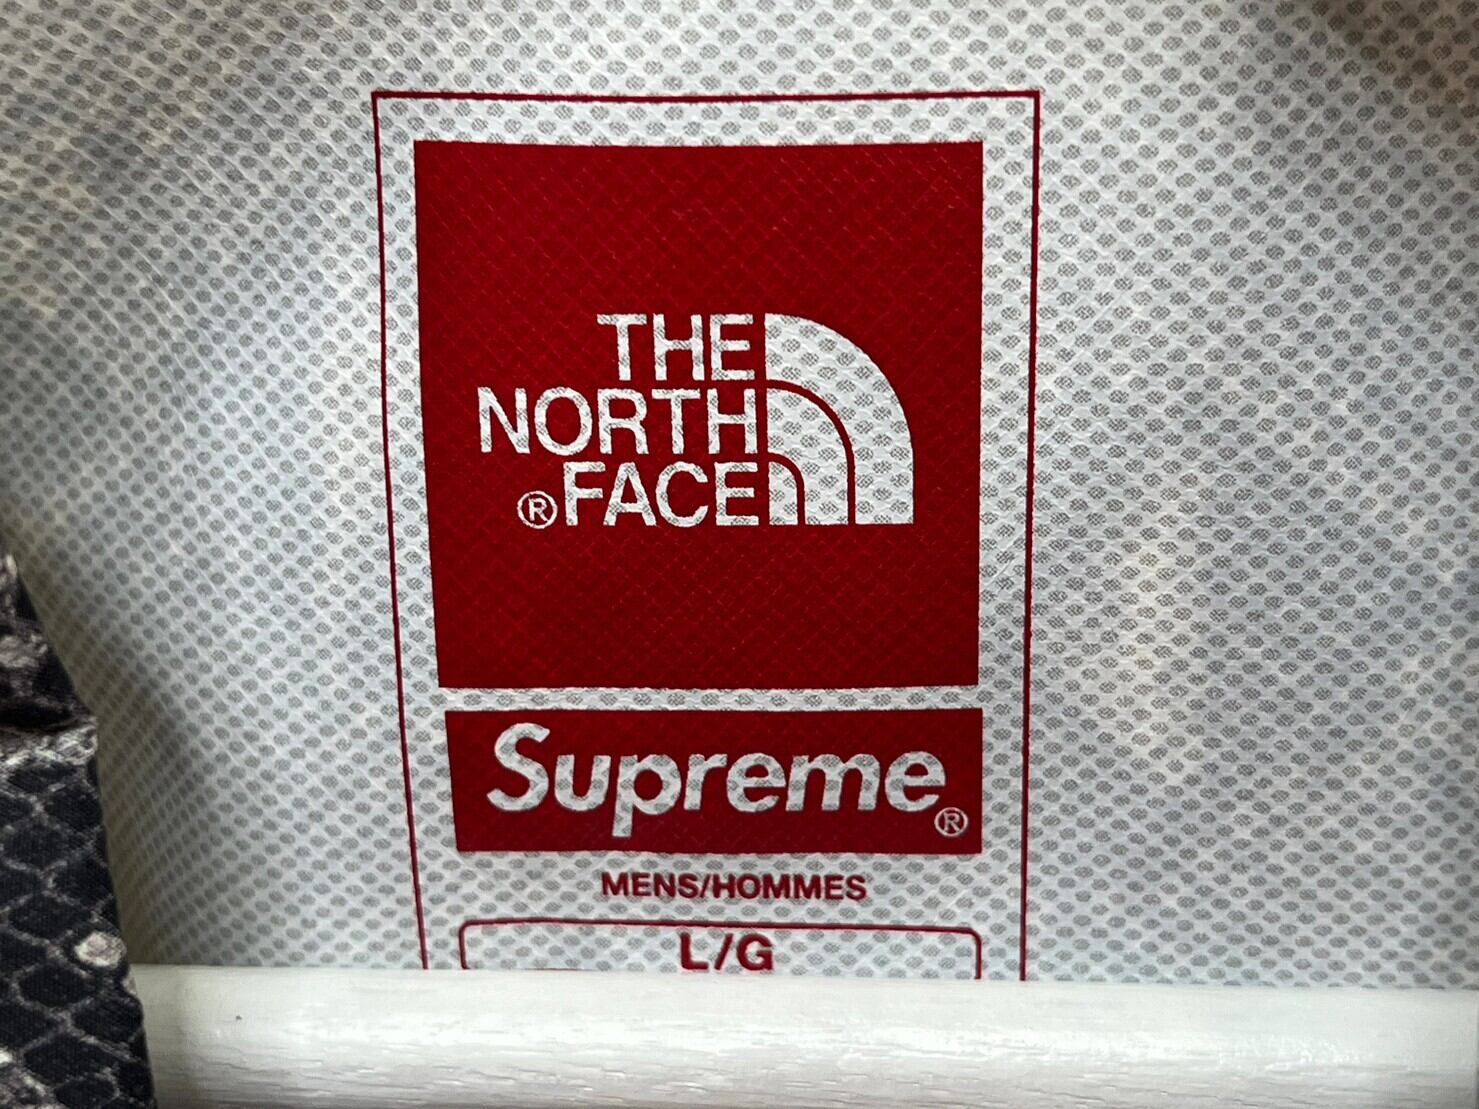 THE
NORTH
®FACE
Supreme®
MENS/HOMMES
L/G